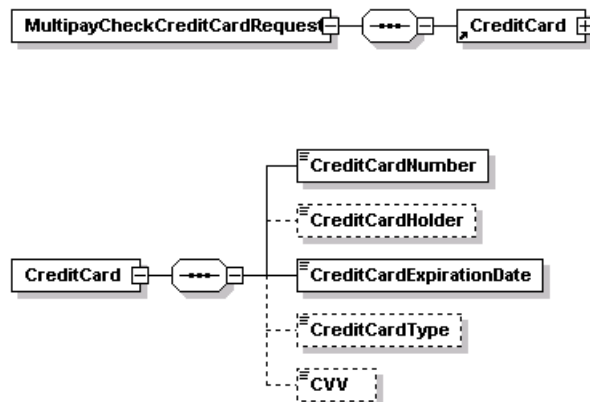 MultipayCheckCreditCardRequest CreditCard
CreditCardNumber
CreditCardHolder
CreditCard CreditCardExpirationDate
CreditCardType
CVV